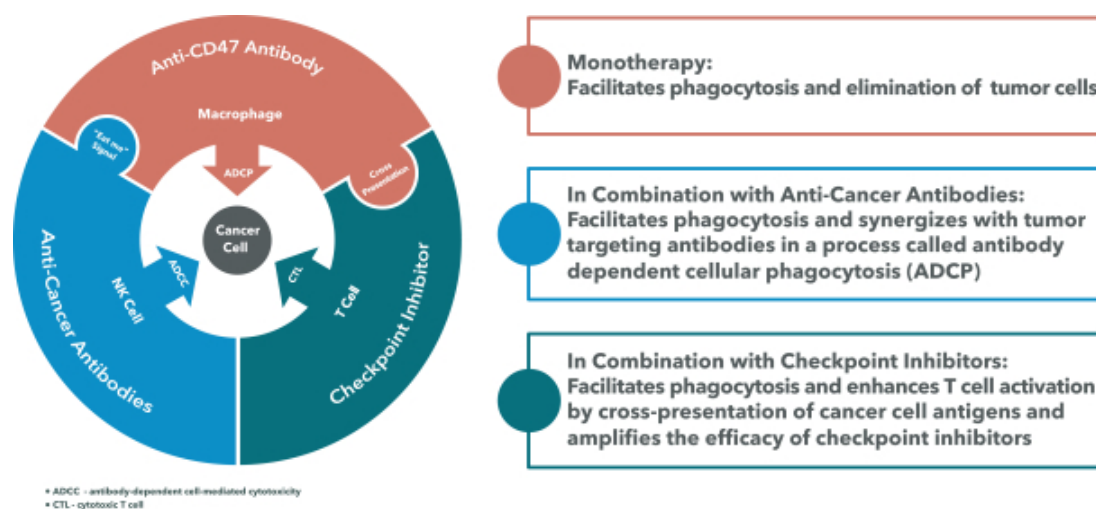 Anti-CD47 Antibody
Macrophage
"Eat me"
Signal
ADCP
Cross
Presentation
Cancer
Cell
ADCC
CTL
NK Cell
T Cell
Anti-Cancer Antibodies
Checkpoint Inhibitor
• ADCC - antibody-dependent cell-mediated cytotoxicity
• CTL - cytotoxic T cell
Monotherapy:
Facilitates phagocytosis and elimination of tumor cells
In Combination with Anti-Cancer Antibodies:
Facilitates phagocytosis and synergizes with tumor
targeting antibodies in a process called antibody
dependent cellular phagocytosis (ADCP)
In Combination with Checkpoint Inhibitors:
Facilitates phagocytosis and enhances T cell activation
by cross-presentation of cancer cell antigens and
amplifies the efficacy of checkpoint inhibitors